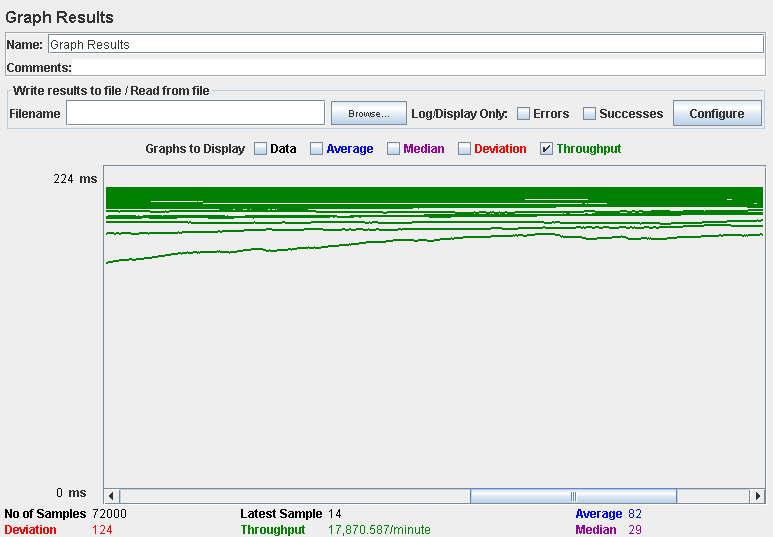 Graph Results
Name: Graph Results
Comments:
Write results to file / Read from file
Filename Browse... Log/Display Only: Errors Successes Configure
Graphs to Display Data Average Median Deviation Throughput
224 ms
0 ms
No of Samples 72000 Latest Sample 14 Average 82
Deviation 124 Throughput 17,870.587/minute Median 29